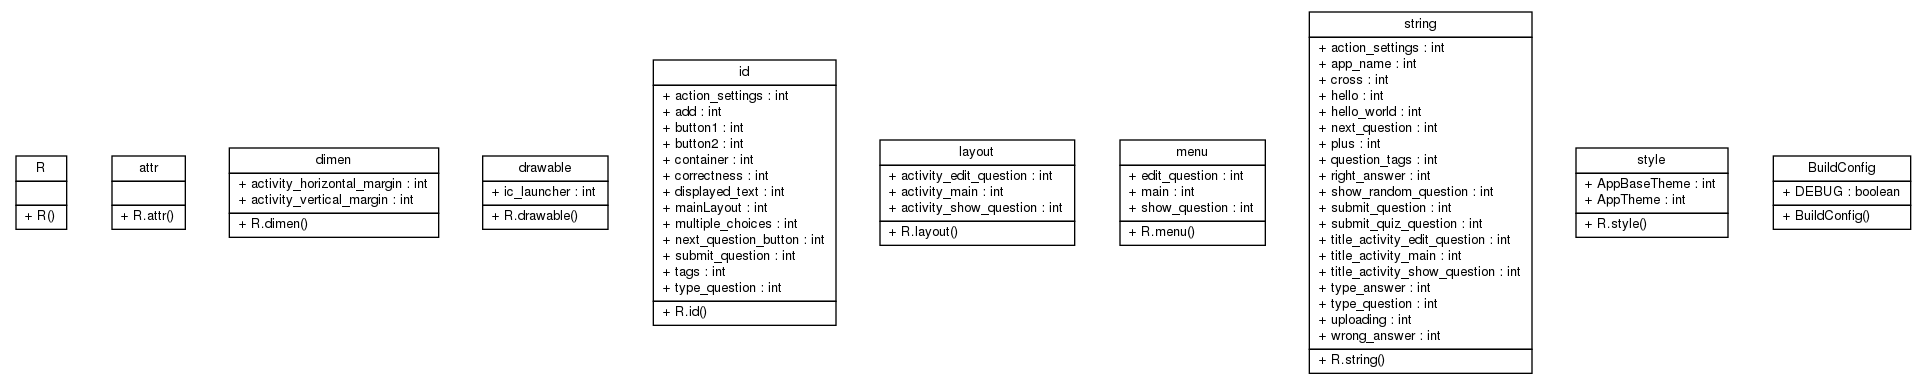 R
+ R()
attr
+ R.attr()
dimen
+ activity_horizontal_margin : int
+ activity_vertical_margin : int
+ R.dimen()
drawable
+ ic_launcher : int
+ R.drawable()
id
+ action_settings : int
+ add : int
+ button1 : int
+ button2 : int
+ container : int
+ correctness : int
+ displayed_text : int
+ mainLayout : int
+ multiple_choices : int
+ next_question_button : int
+ submit_question : int
+ tags : int
+ type_question : int
+ R.id()
layout
+ activity_edit_question : int
+ activity_main : int
+ activity_show_question : int
+ R.layout()
menu
+ edit_question : int
+ main : int
+ show_question : int
+ R.menu()
string
+ action_settings : int
+ app_name : int
+ cross : int
+ hello : int
+ hello_world : int
+ next_question : int
+ plus : int
+ question_tags : int
+ right_answer : int
+ show_random_question : int
+ submit_question : int
+ submit_quiz_question : int
+ title_activity_edit_question : int
+ title_activity_main : int
+ title_activity_show_question : int
+ type_answer : int
+ type_question : int
+ uploading : int
+ wrong_answer : int
+ R.string()
style
+ AppBaseTheme : int
+ AppTheme : int
+ R.style()
BuildConfig
+ DEBUG : boolean
+ BuildConfig()